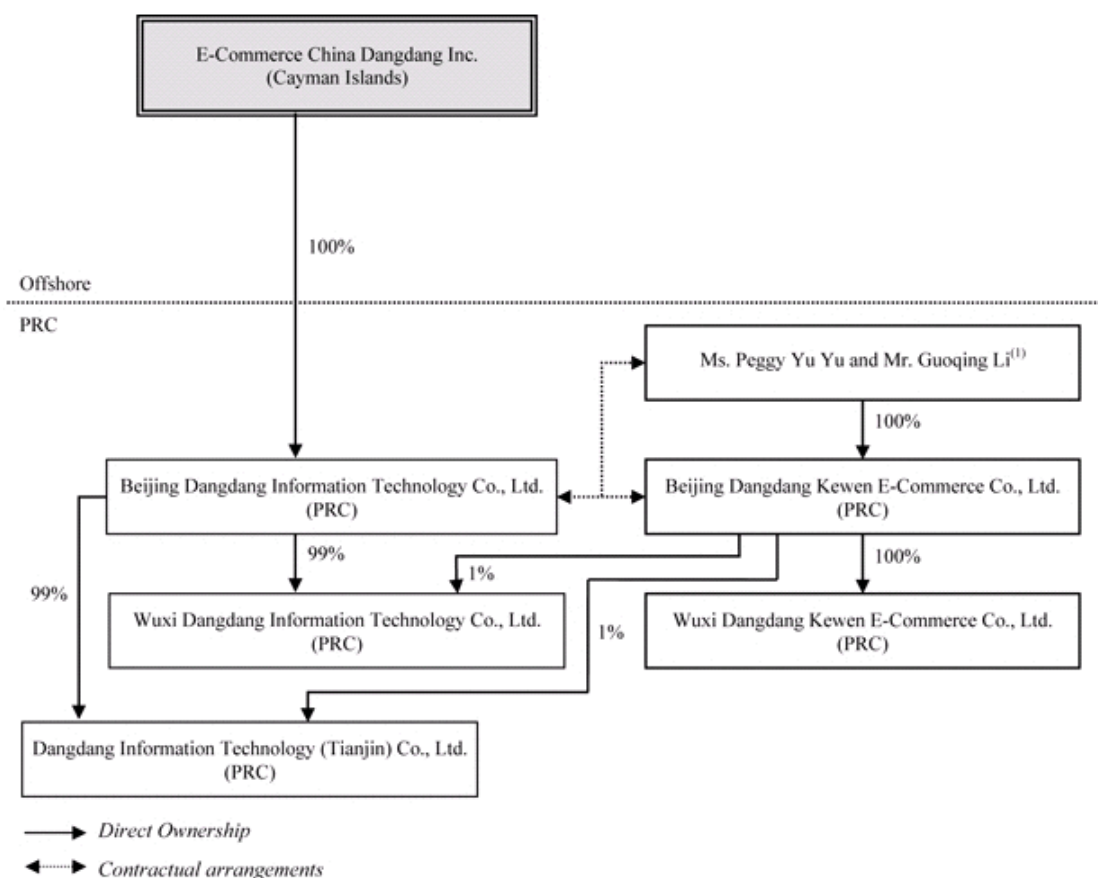 E-Commerce China Dangdang Inc.
(Cayman Islands)
100%
Offshore
PRC
Ms. Peggy Yu Yu and Mr. Guoqing Li(1)
100%
Beijing Dangdang Information Technology Co., Ltd.
(PRC)
Beijing Dangdang Kewen E-Commerce Co., Ltd.
(PRC)
99%
99%
1%
100%
Wuxi Dangdang Information Technology Co., Ltd.
(PRC)
1%
Wuxi Dangdang Kewen E-Commerce Co., Ltd.
(PRC)
Dangdang Information Technology (Tianjin) Co., Ltd.
(PRC)
Direct Ownership
Contractual arrangements